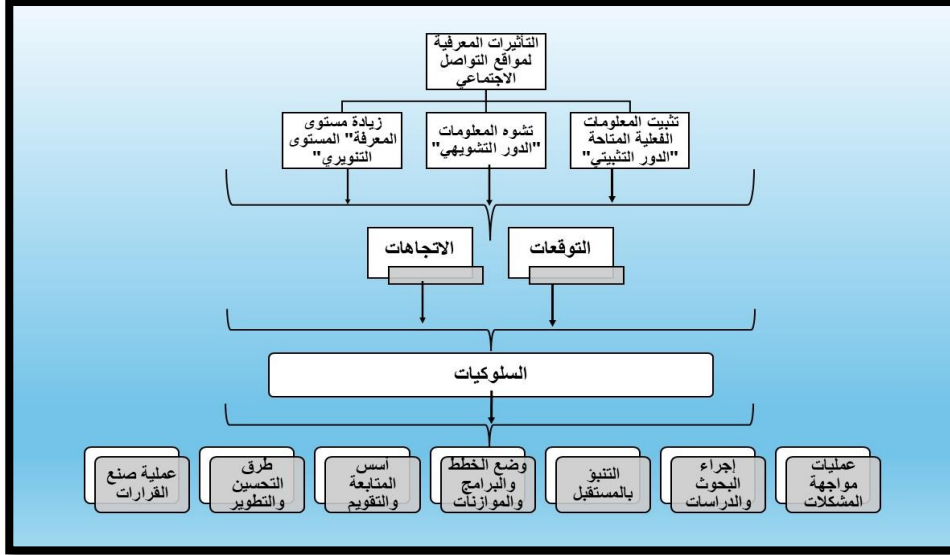 التأثيرات المعرفية
لمواقع التواصل
الاجتماعي
تثبيت المعلومات
الفعلية المتاحة
"الدور التثبيتي"
تشوه المعلومات
"الدور التشويهي"
زيادة مستوى
المعرفة" المستوى
التنويري"
التوقعات
الاتجاهات
السلوكيات
عمليات
مواجهة
المشكلات
إجراء
البحوث
والدراسات
التنبؤ
بالمستقبل
وضع الخطط
والبرامج
والموازنات
أسس
المتابعة
والتقويم
طرق
التحسين
والتطوير
عملية صنع
القرارات